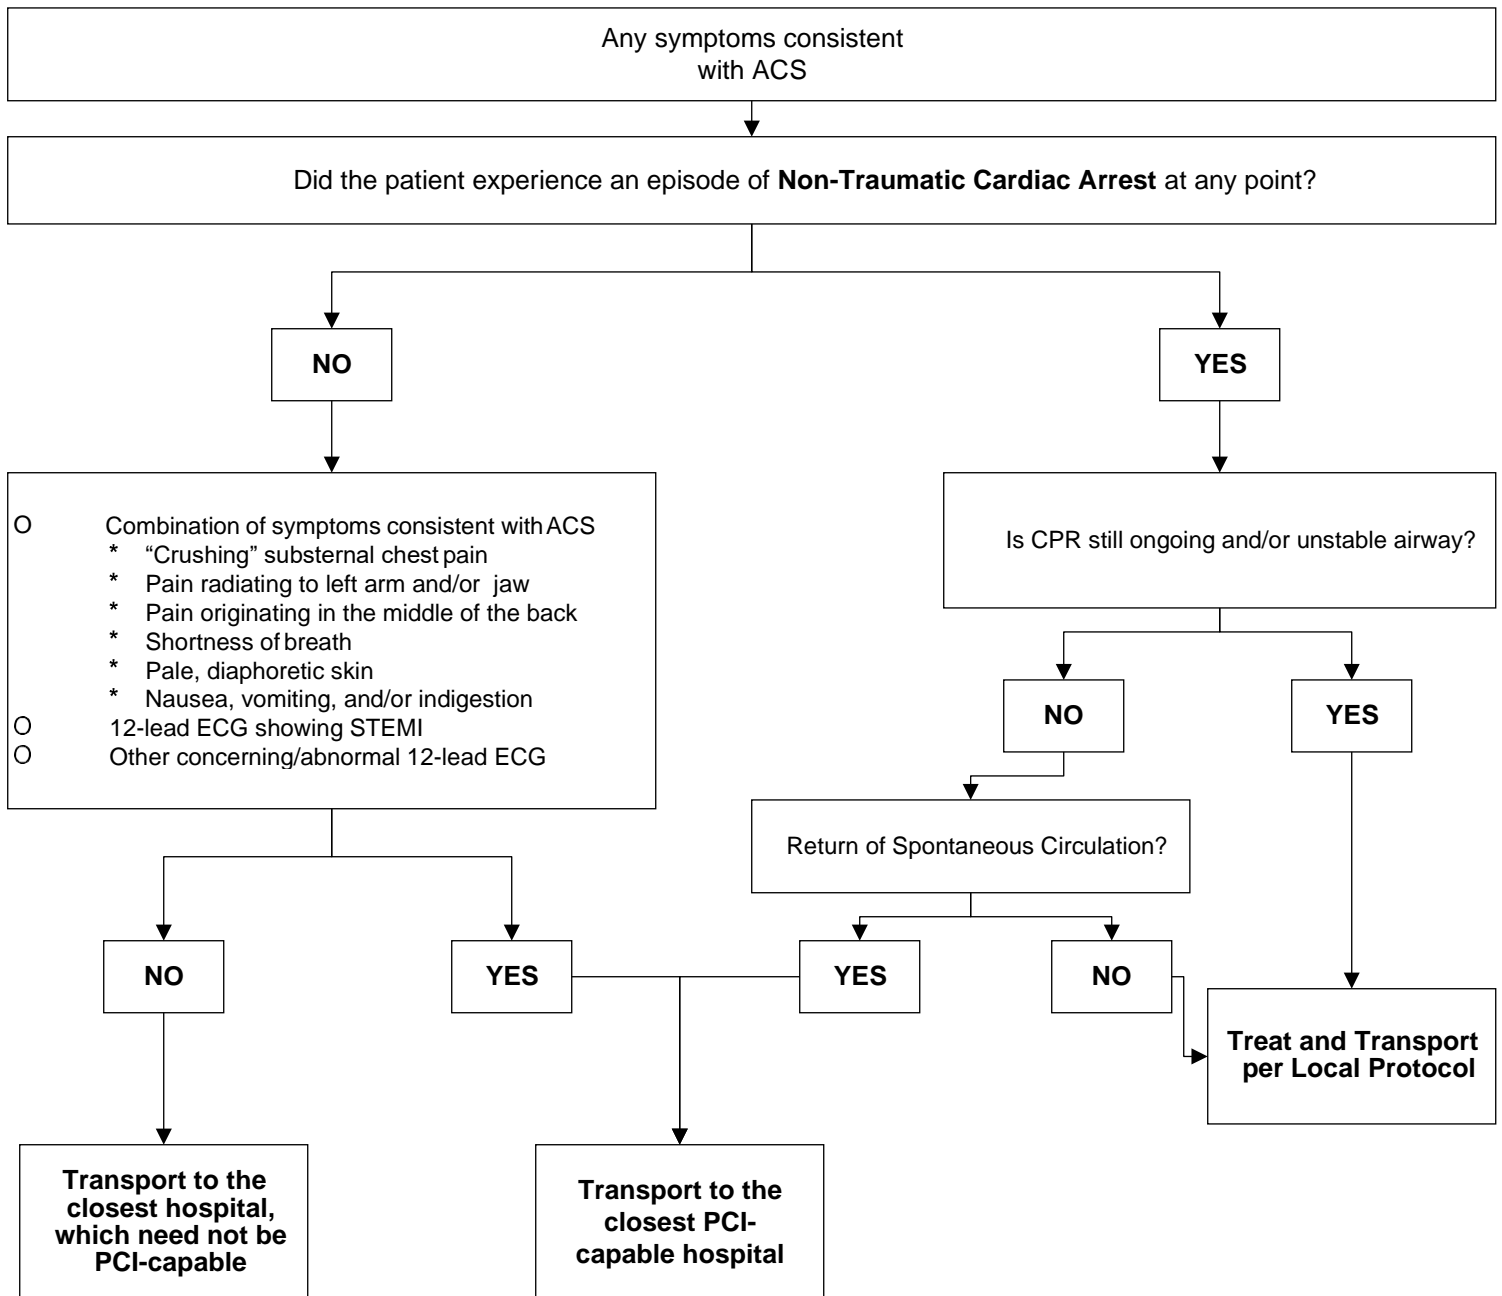 Any symptoms consistent
with ACS
Did the patient experience an episode of Non-Traumatic Cardiac Arrest at any point?
NO
YES
O Combination of symptoms consistent with ACS
* “Crushing” substernal chest pain
* Pain radiating to left arm and/or jaw
* Pain originating in the middle of the back
* Shortness of breath
* Pale, diaphoretic skin
* Nausea, vomiting, and/or indigestion
O 12-lead ECG showing STEMI
O Other concerning/abnormal 12-lead ECG
Is CPR still ongoing and/or unstable airway?
NO
YES
Return of Spontaneous Circulation?
NO
YES
YES
NO
Treat and Transport
per Local Protocol
Transport to the
closest hospital,
which need not be
PCI-capable
Transport to the
closest PCI-
capable hospital